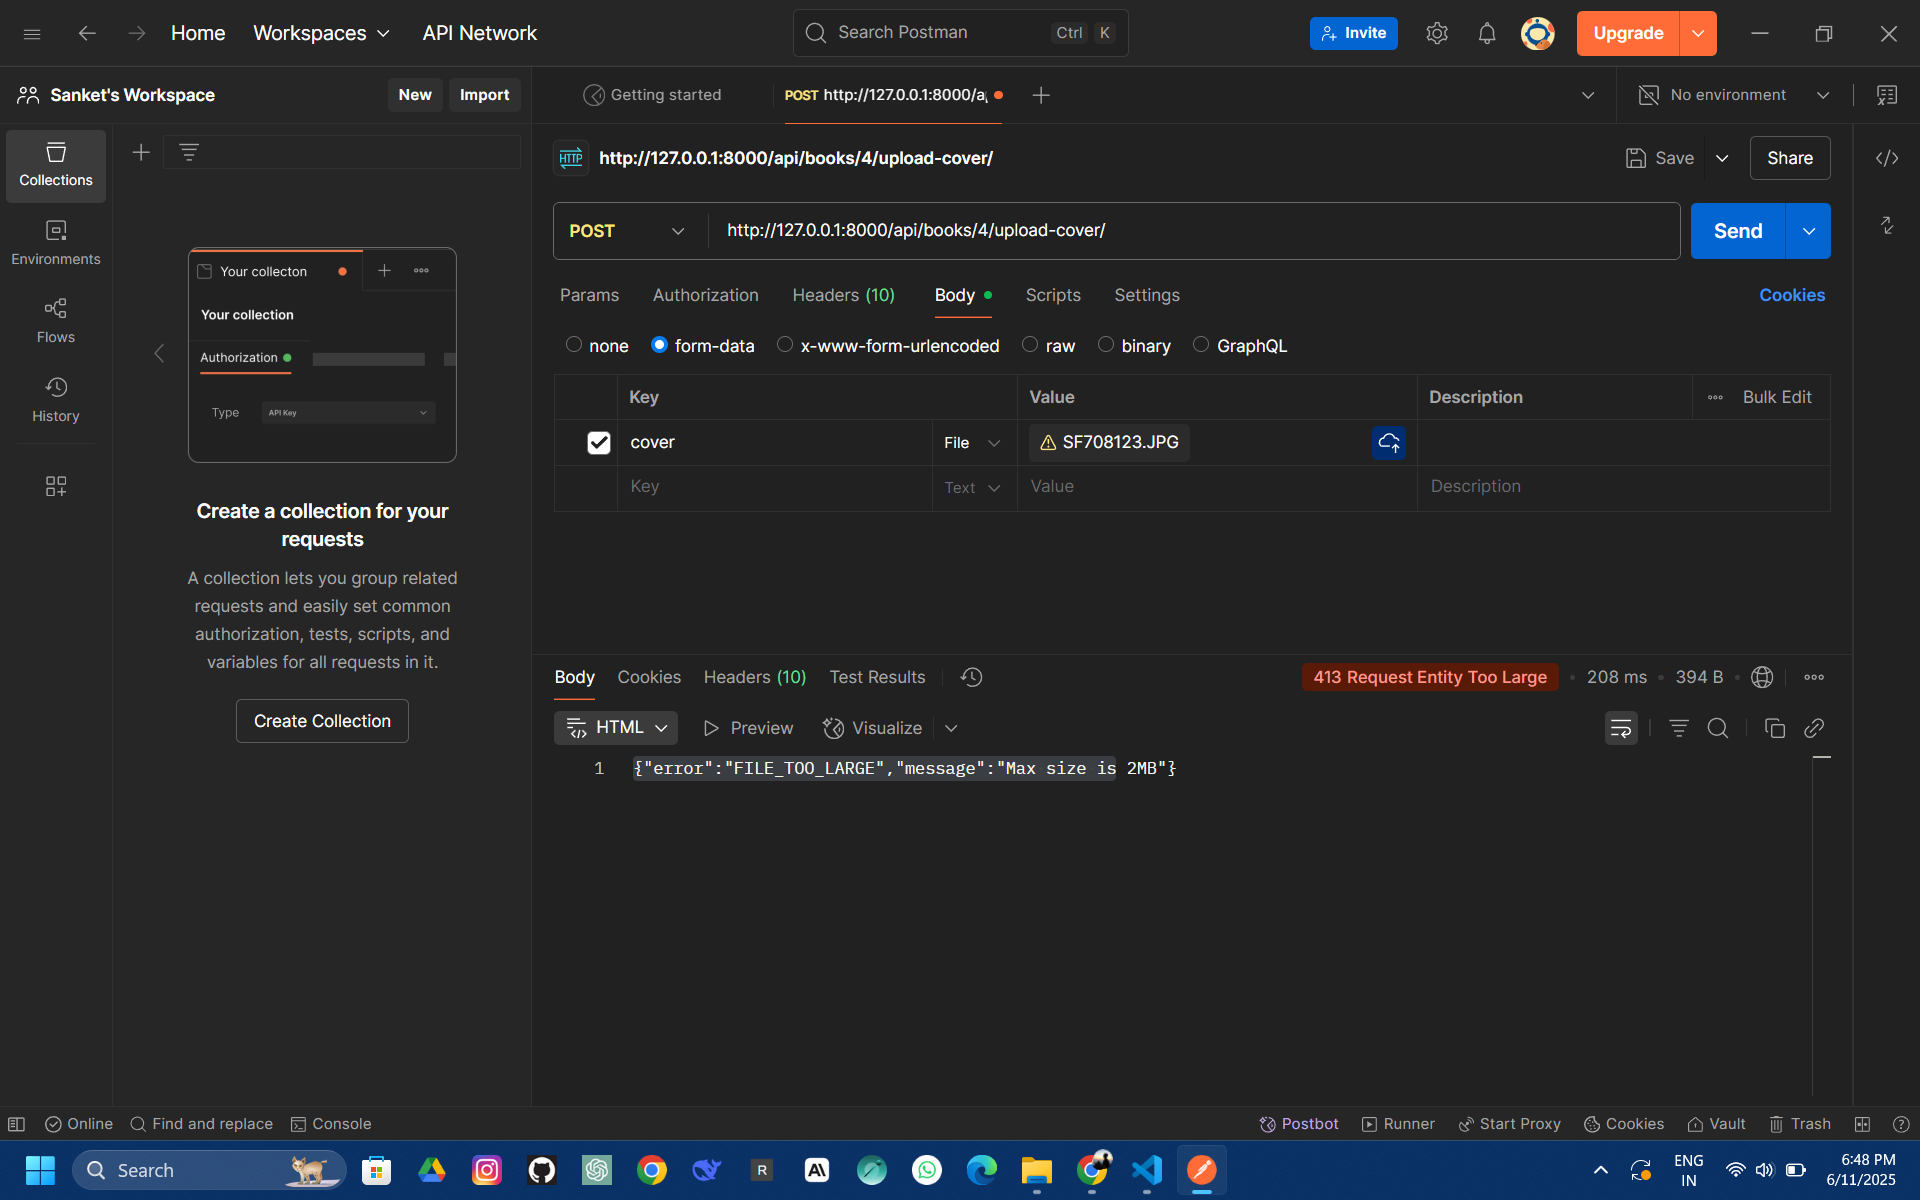 Home
Workspaces
API Network
Search Postman
Ctrl
K
Invite
Upgrade
Sanket's Workspace
New
Import
Getting started
POST http://127.0.0.1:8000/a
No environment
Collections
Environments
Flows
History
Your collecton
Your collection
Authorization
Type
API Key
Create a collection for your
requests
A collection lets you group related
requests and easily set common
authorization, tests, scripts, and
variables for all requests in it.
Create Collection
HTTP
http://127.0.0.1:8000/api/books/4/upload-cover/
Save
Share
POST
http://127.0.0.1:8000/api/books/4/upload-cover/
Send
Params
Authorization
Headers (10)
Body
Scripts
Settings
Cookies
none
form-data
x-www-form-urlencoded
raw
binary
GraphQL
Key
Value
Description
Bulk Edit
cover
File
SF708123.JPG
Key
Text
Value
Description
Body
Cookies
Headers (10)
Test Results
413 Request Entity Too Large
208 ms
394 B
HTML
Preview
Visualize
1
{"error":"FILE_TOO_LARGE","message":"Max size is 2MB"}
Online
Find and replace
Console
Postbot
Runner
Start Proxy
Cookies
Vault
Trash
Search
R
ENG
IN
6:48 PM
6/11/2025